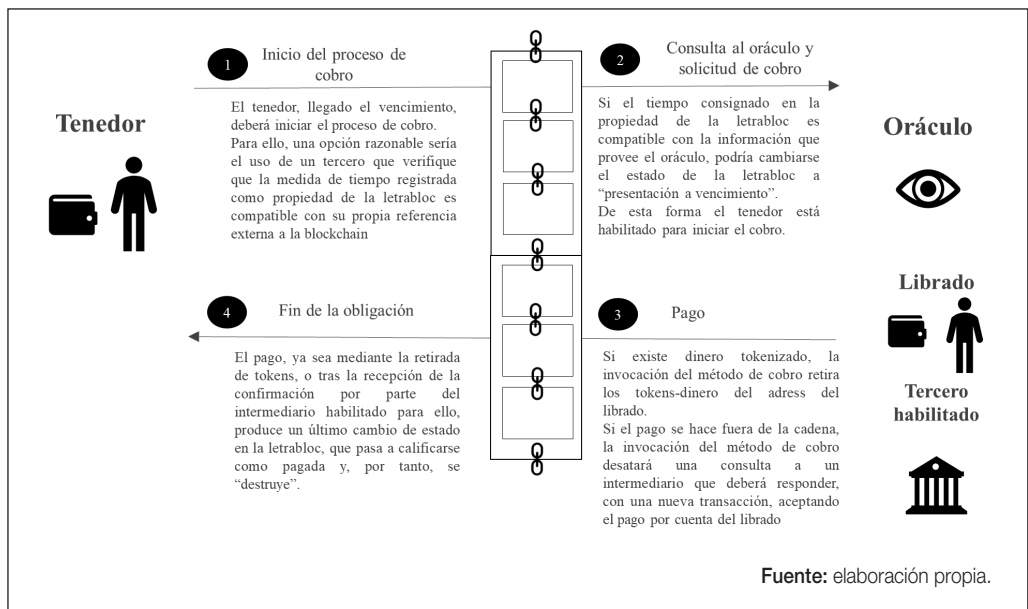 1
Inicio del proceso de
cobro
Tenedor
El tenedor, llegado el vencimiento,
deberá iniciar el proceso de cobro.
Para ello, una opción razonable sería
el uso de un tercero que verifique
que la medida de tiempo registrada
como propiedad de la letrabloc es
compatible con su propia referencia
externa a la blockchain
2
Consulta al oráculo y
solicitud de cobro
Si el tiempo consignado en la
propiedad de la letrabloc es
compatible con la información que
provee el oráculo, podría cambiarse
el estado de la letrabloc a
“presentación a vencimiento”.
De esta forma el tenedor está
habilitado para iniciar el cobro.
Oráculo
Librado
Tercero
habilitado
3
Pago
Si existe dinero tokenizado, la
invocación del método de cobro retira
los tokens-dinero del adress del
librado.
Si el pago se hace fuera de la cadena,
la invocación del método de cobro
desatará una consulta a un
intermediario que deberá responder,
con una nueva transacción, aceptando
el pago por cuenta del librado
4
Fin de la obligación
El pago, ya sea mediante la retirada
de tokens, o tras la recepción de la
confirmación por parte del
intermediario habilitado para ello,
produce un último cambio de estado
en la letrabloc, que pasa a calificarse
como pagada y, por tanto, se
“destruye”.
Fuente: elaboración propia.